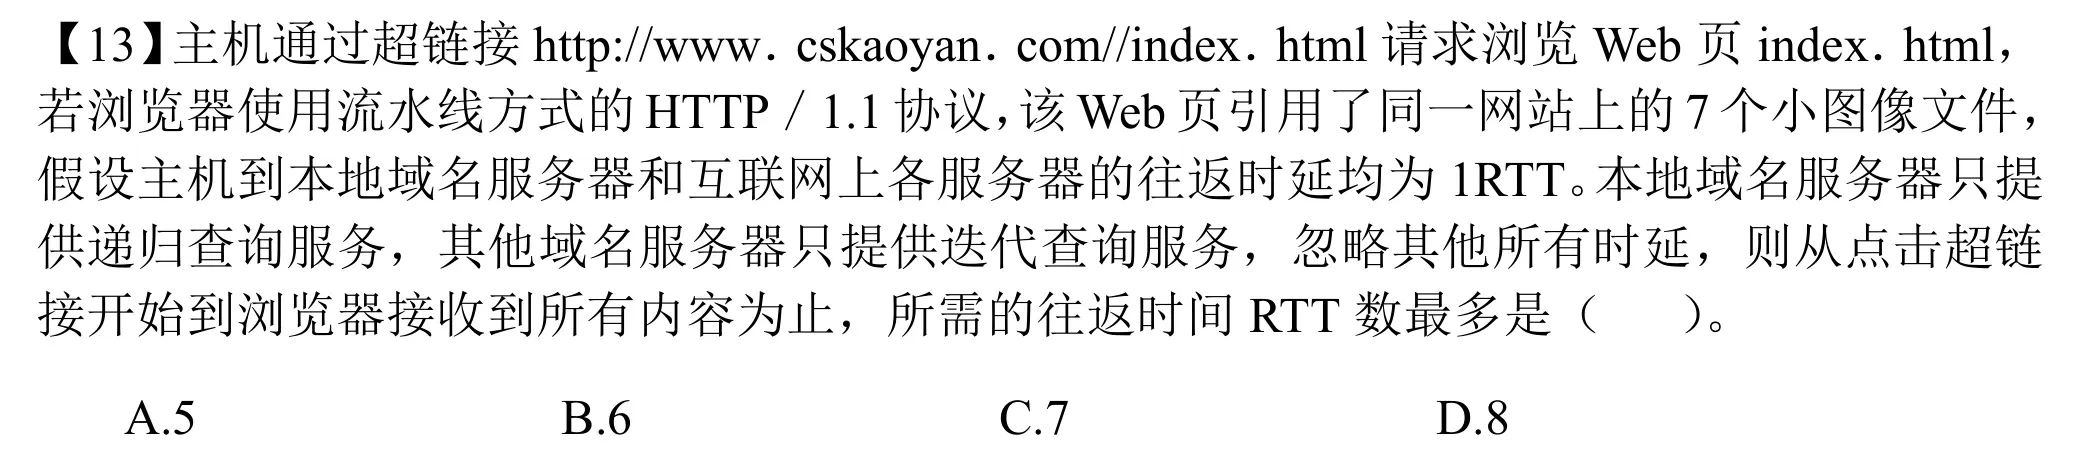 【13】主机通过超链接 http://www. cskaoyan. com//index. html 请求浏览 Web 页 index. html，
若浏览器使用流水线方式的 HTTP／1.1 协议，该 Web 页引用了同一网站上的 7 个小图像文件，
假设主机到本地域名服务器和互联网上各服务器的往返时延均为 1RTT。本地域名服务器只提
供递归查询服务，其他域名服务器只提供迭代查询服务，忽略其他所有时延，则从点击超链
接开始到浏览器接收到所有内容为止，所需的往返时间 RTT 数最多是（　　）。
A.5 B.6 C.7 D.8